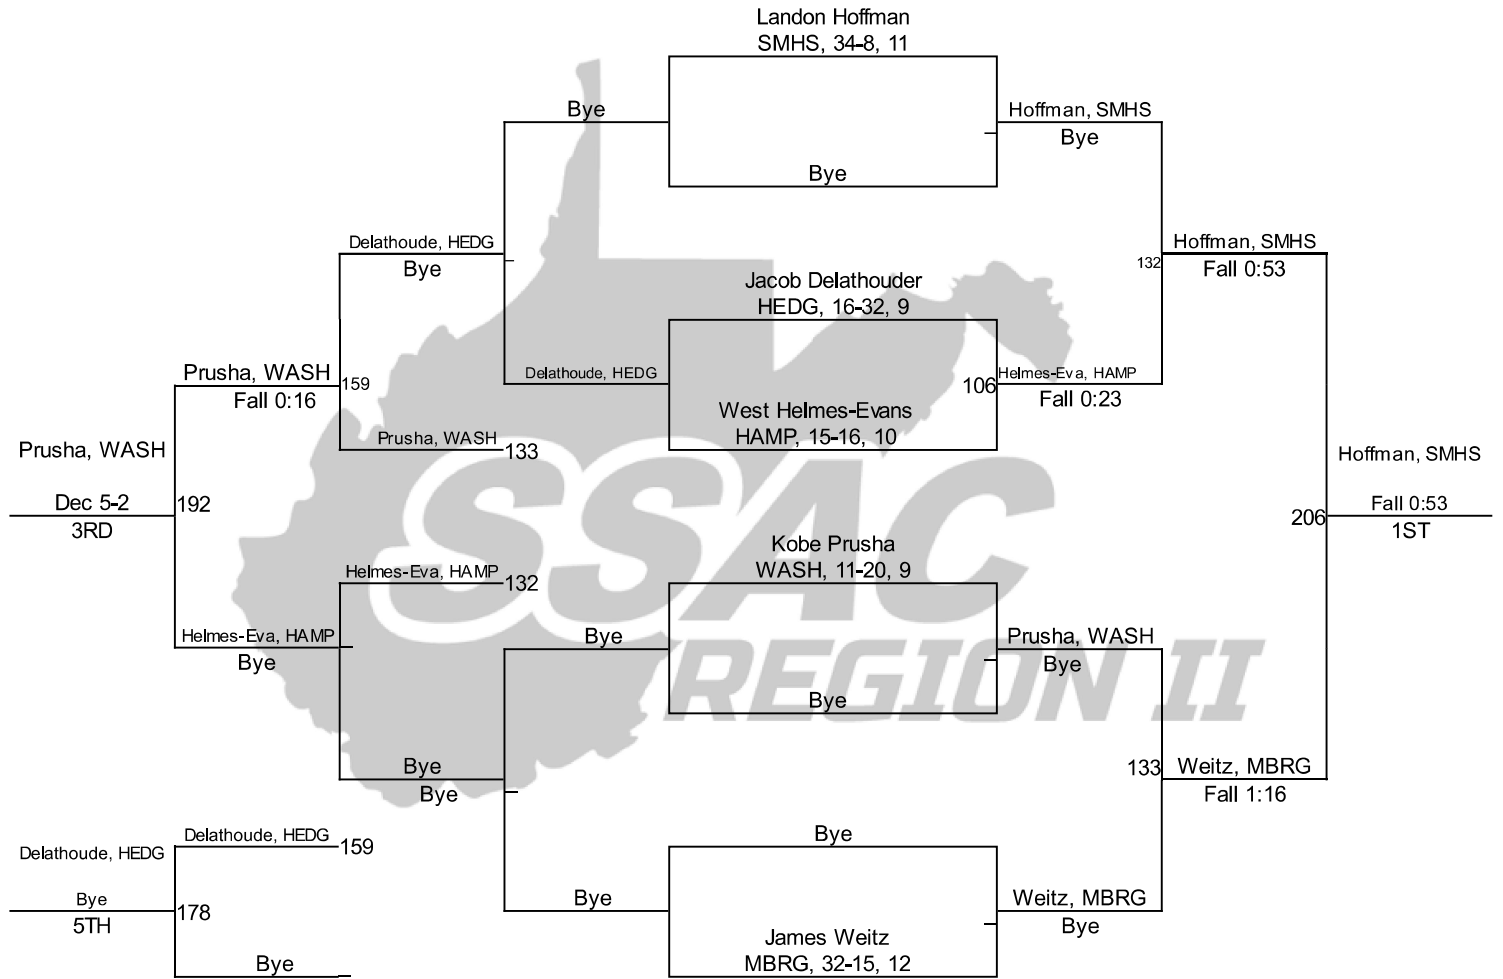 Landon Hoffman
SMHS, 34-8, 11
Bye
Hoffman, SMHS
Bye
Bye
Delathoude, HEDG
Bye
Hoffman, SMHS
132
Fall 0:53
Jacob Delathouder
HEDG, 16-32, 9
Prusha, WASH
159
Fall 0:16
Delathoude, HEDG
106
Helmes-Eva, HAMP
Fall 0:23
West Helmes-Evans
HAMP, 15-16, 10
Prusha, WASH
133
Prusha, WASH
Dec 5-2
192
3RD
Hoffman, SMHS
206
Fall 0:53
1ST
SSAC
REGION II
Kobe Prusha
WASH, 11-20, 9
Helmes-Eva, HAMP
132
Helmes-Eva, HAMP
Bye
Bye
Prusha, WASH
Bye
Bye
Bye
Bye
133
Weitz, MBRG
Fall 1:16
Bye
Delathoude, HEDG
Delathoude, HEDG
159
Bye
178
5TH
Bye
Weitz, MBRG
Bye
James Weitz
MBRG, 32-15, 12
Bye